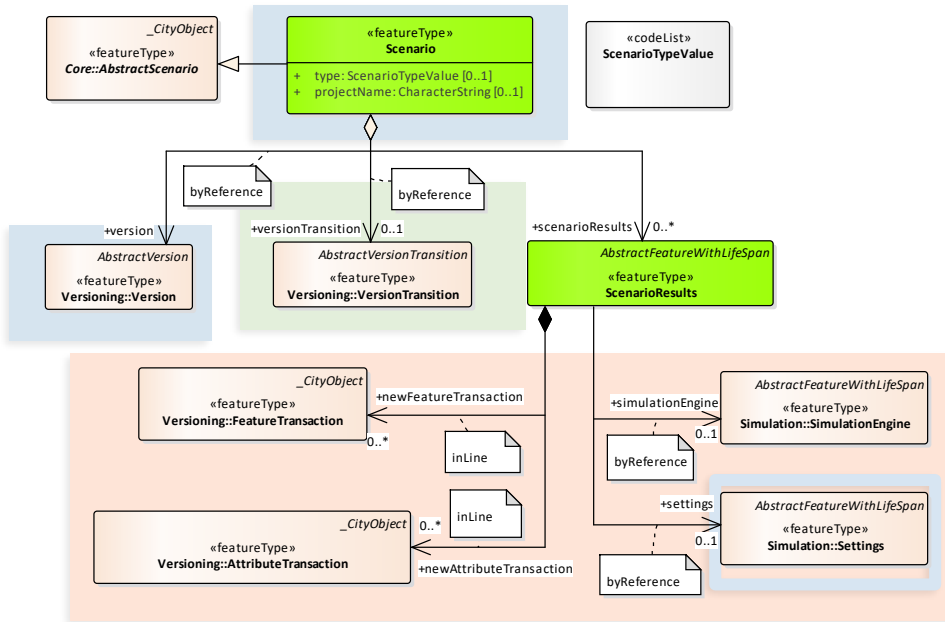 _CityObject
«featureType»
Core::AbstractScenario
«featureType»
Scenario
+ type: ScenarioTypeValue [0..1]
+ projectName: CharacterString [0..1]
«codeList»
ScenarioTypeValue
byReference
byReference
+version
+versionTransition
0..1
+scenarioResults
0..*
AbstractVersion
«featureType»
Versioning::Version
AbstractVersionTransition
«featureType»
Versioning::VersionTransition
AbstractFeatureWithLifeSpan
«featureType»
ScenarioResults
_CityObject
«featureType»
Versioning::FeatureTransaction
+newFeatureTransaction
0..*
inLine
+simulationEngine
0..1
byReference
AbstractFeatureWithLifeSpan
«featureType»
Simulation::SimulationEngine
_CityObject
«featureType»
Versioning::AttributeTransaction
0..*
inLine
+newAttributeTransaction
+settings
0..1
byReference
AbstractFeatureWithLifeSpan
«featureType»
Simulation::Settings